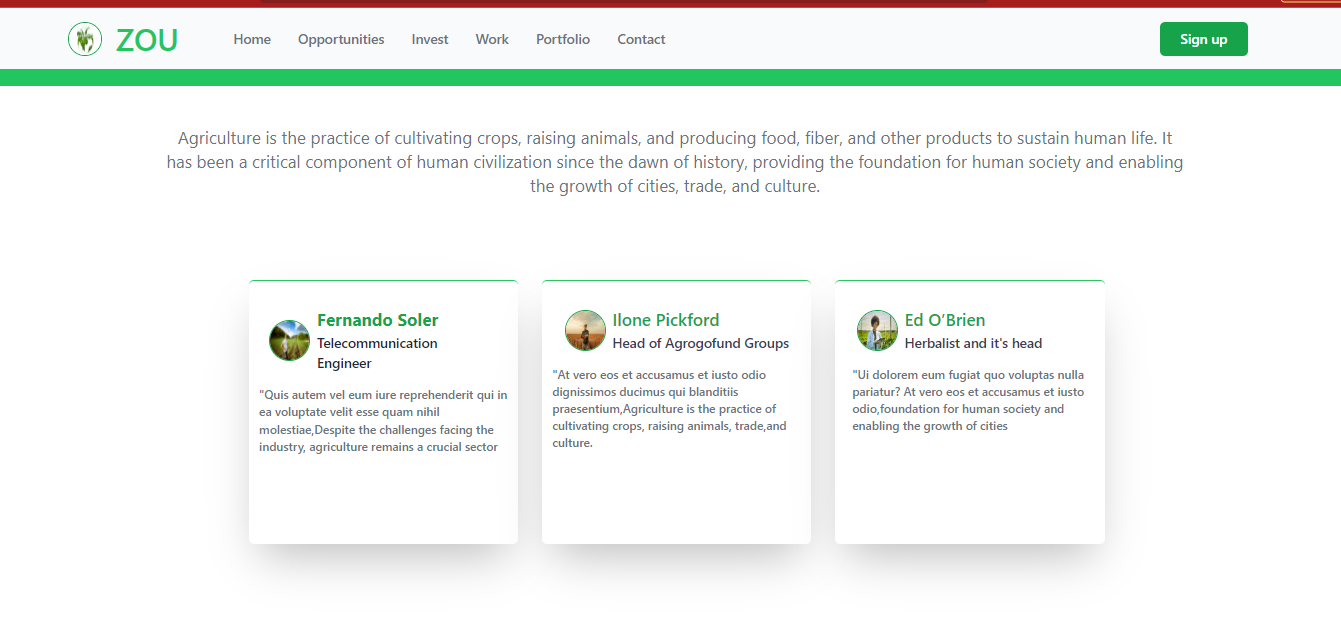 ZOU
Home Opportunities Invest Work Portfolio Contact
Sign up
Agriculture is the practice of cultivating crops, raising animals, and producing food, fiber, and other products to sustain human life. It
has been a critical component of human civilization since the dawn of history, providing the foundation for human society and enabling
the growth of cities, trade, and culture.
Fernando Soler
Telecommunication
Engineer
"Quis autem vel eum iure reprehenderit qui in
ea voluptate velit esse quam nihil
molestiae,Despite the challenges facing the
industry, agriculture remains a crucial sector
Ilone Pickford
Head of Agrogofund Groups
"At vero eos et accusamus et iusto odio
dignissimos ducimus qui blanditiis
praesentium,Agriculture is the practice of
cultivating crops, raising animals, trade,and
culture.
Ed O’Brien
Herbalist and it's head
"Ui dolorem eum fugiat quo voluptas nulla
pariatur? At vero eos et accusamus et iusto
odio,foundation for human society and
enabling the growth of cities